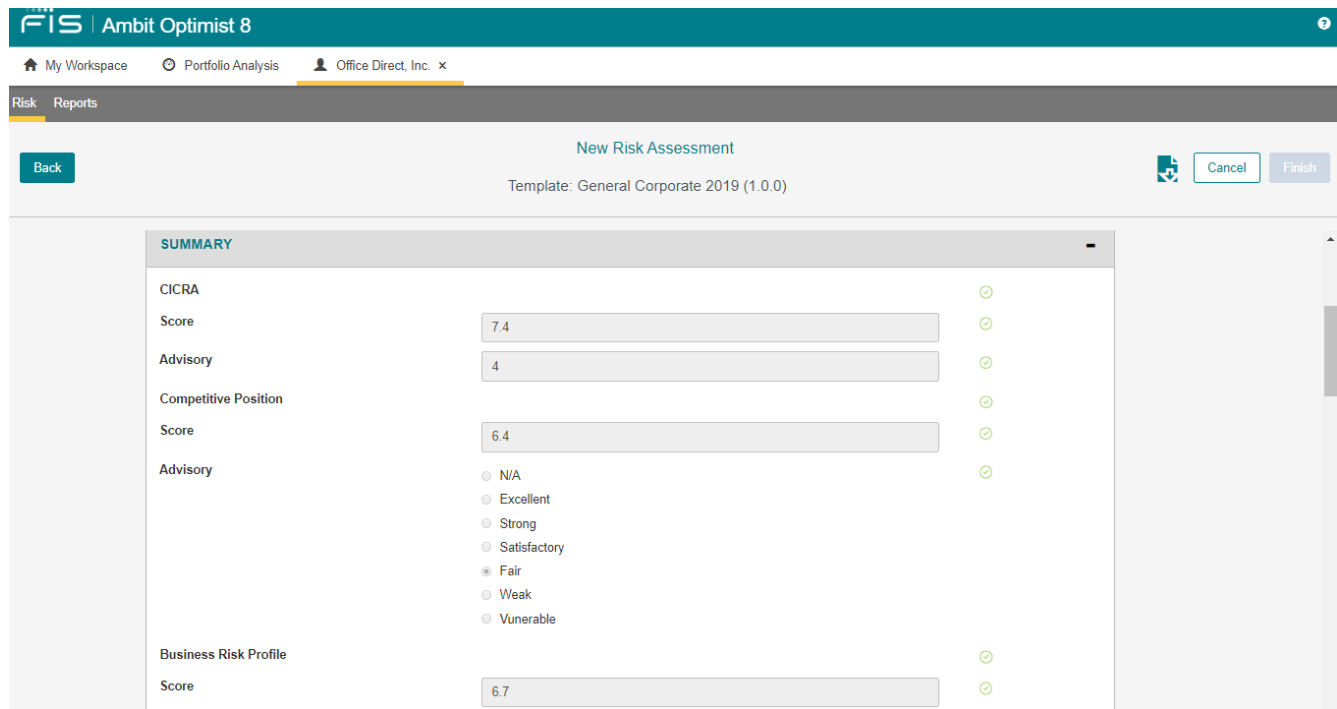 FIS | Ambit Optimist 8
My Workspace Portfolio Analysis Office Direct, Inc. ×
Risk Reports
Back
New Risk Assessment
Template: General Corporate 2019 (1.0.0)
Cancel Finish
SUMMARY
CICRA
Score 7.4
Advisory 4
Competitive Position
Score 6.4
Advisory N/A
Excellent
Strong
Satisfactory
Fair
Weak
Vunerable
Business Risk Profile
Score 6.7